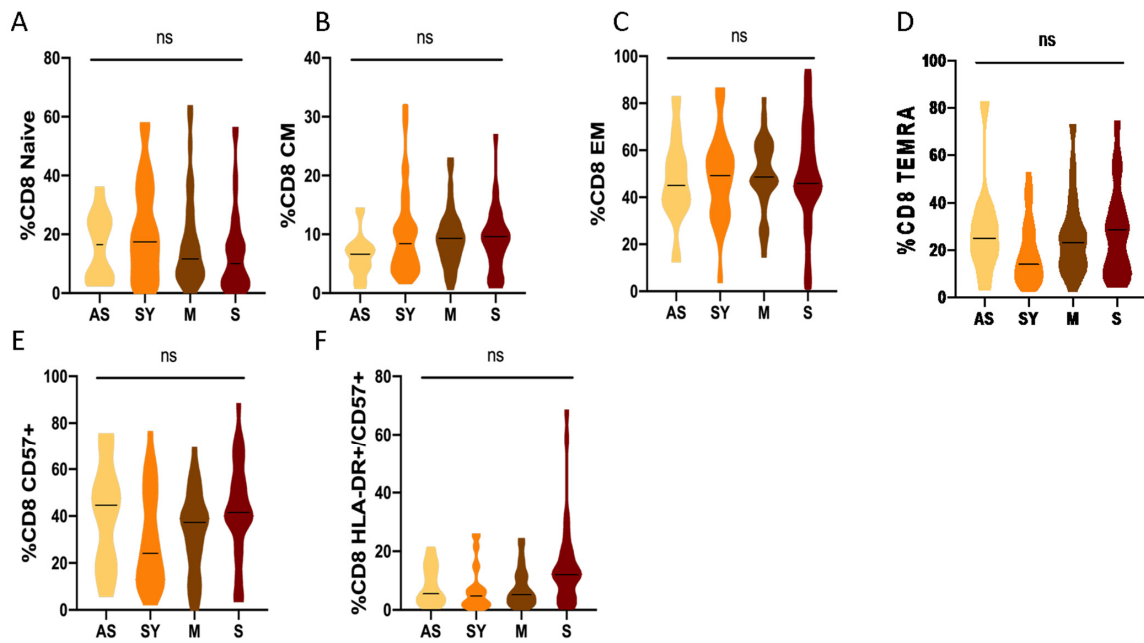 A
ns
%CD8 Naive
80
60
40
20
0
AS SY M S
B
ns
%CD8 CM
40
30
20
10
0
AS SY M S
C
ns
%CD8 EM
100
80
60
40
20
0
AS SY M S
D
ns
%CD8 TEMRA
100
80
60
40
20
0
AS SY M S
E
ns
%CD8 CD57+
100
80
60
40
20
0
AS SY M S
F
ns
%CD8 HLA-DR+/CD57+
80
60
40
20
0
AS SY M S